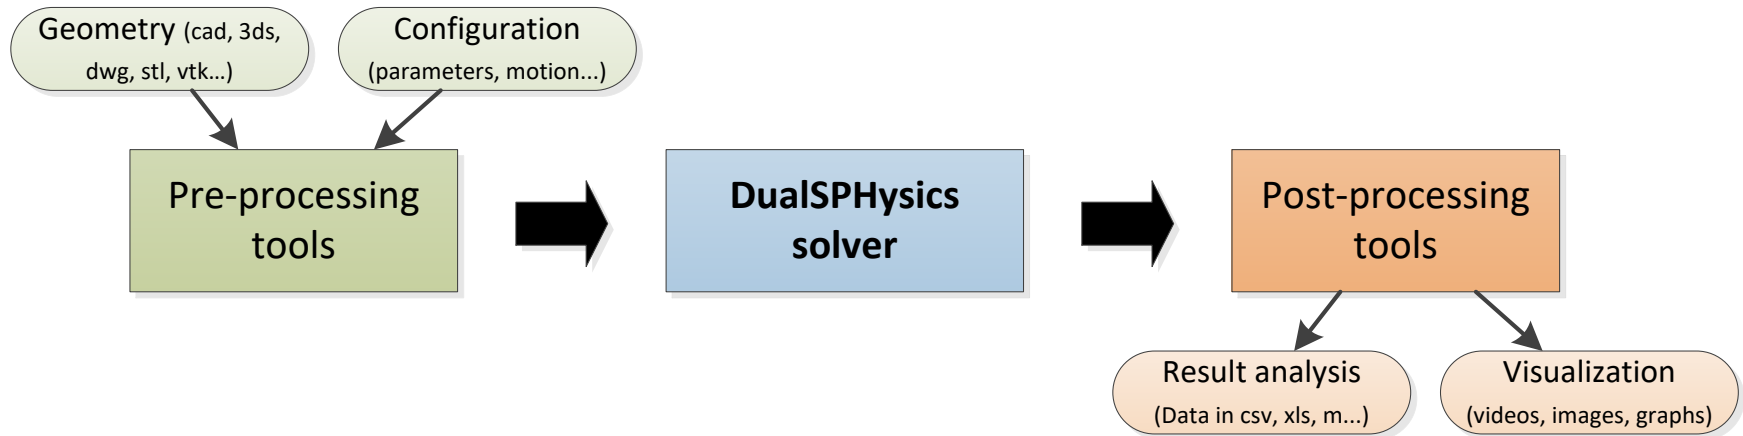 Geometry (cad, 3ds,
dwg, stl, vtk...)
Configuration
(parameters, motion...)
Pre-processing
tools
DualSPHysics
solver
Post-processing
tools
Result analysis
(Data in csv, xls, m...)
Visualization
(videos, images, graphs)